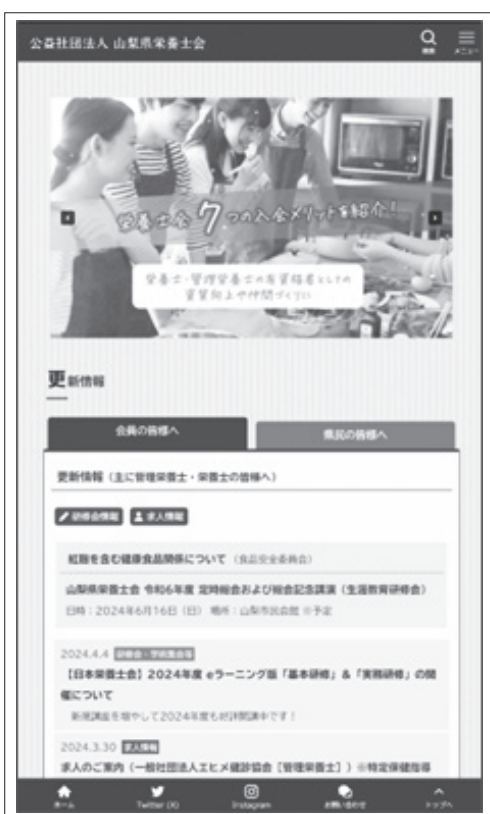 公益社団法人 山梨県栄養士会
検索
メニュー
栄養士会 7つの入会メリットを紹介！
栄養士・管理栄養士の有資格者としての
資質向上や仲間づくり
更新情報
会員の皆様へ
県民の皆様へ
更新情報（主に管理栄養士・栄養士の皆様へ）
研修会情報 求人情報
紅麹を含む健康食品関係について（食品安全委員会）
山梨県栄養士会 令和6年度 定時総会および総会記念講演（生涯教育研修会）
日時：2024年6月16日（日） 場所：山梨市民会館 ※予定
2024.4.4 研修会・学術集会等
【日本栄養士会】2024年度 eラーニング版「基本研修」&「実務研修」の開
催について
新規講座を増やして2024年度も好評開講中です！
2024.3.30 求人情報
求人のご案内（一般社団法人エヒメ健診協会［管理栄養士］）※特定保健指導
ホーム
Twitter (X)
Instagram
お問い合わせ
トップへ